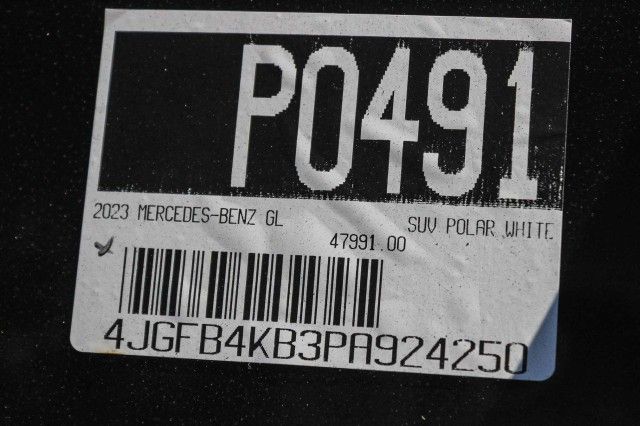 P0491
2023 MERCEDES-BENZ GL SUV POLAR WHITE
47991.00
4JGFB4KB3PA924250